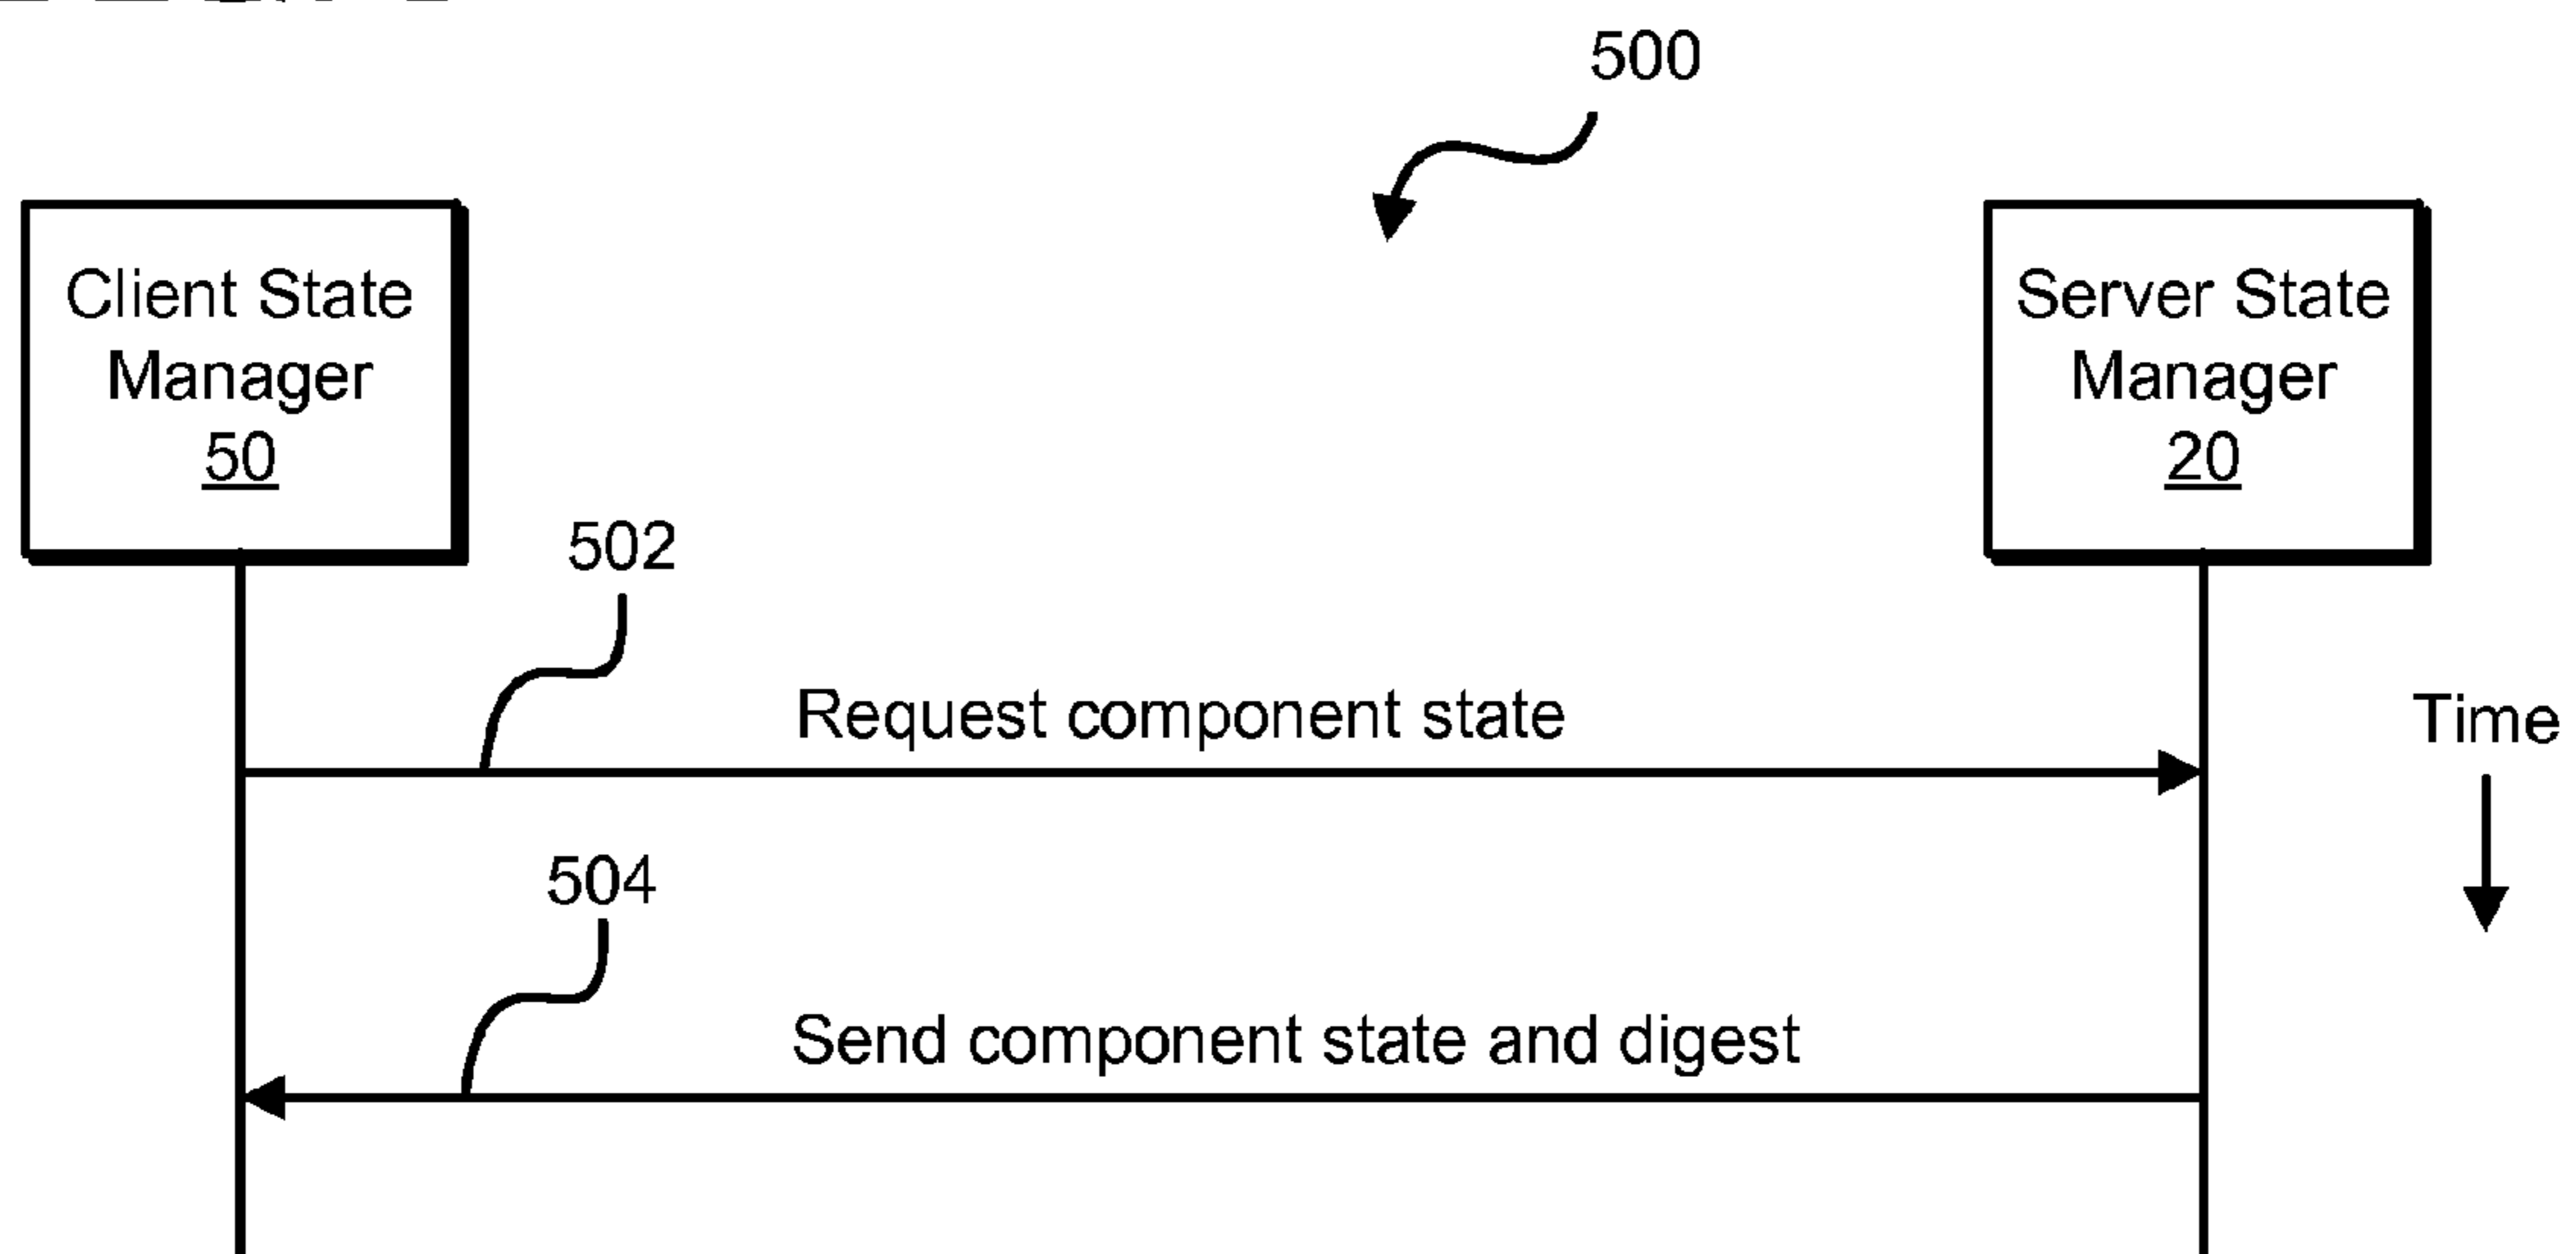 500
Client State
Manager
50
Server State
Manager
20
502
Request component state
Time
504
Send component state and digest